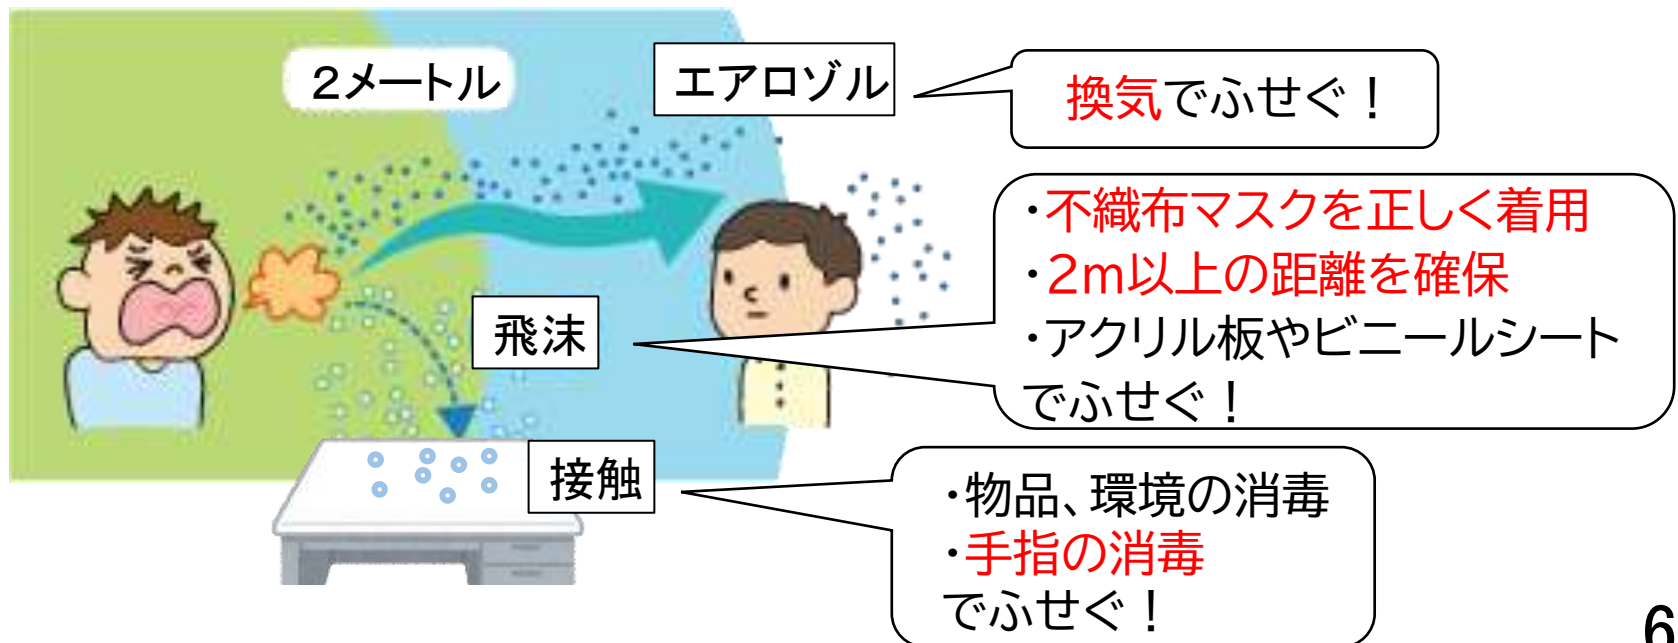 2メートル
エアロゾル
換気でふせぐ！
・不織布マスクを正しく着用
・2m以上の距離を確保
・アクリル板やビニールシート
でふせぐ！
飛沫
接触
・物品、環境の消毒
・手指の消毒
でふせぐ！
6